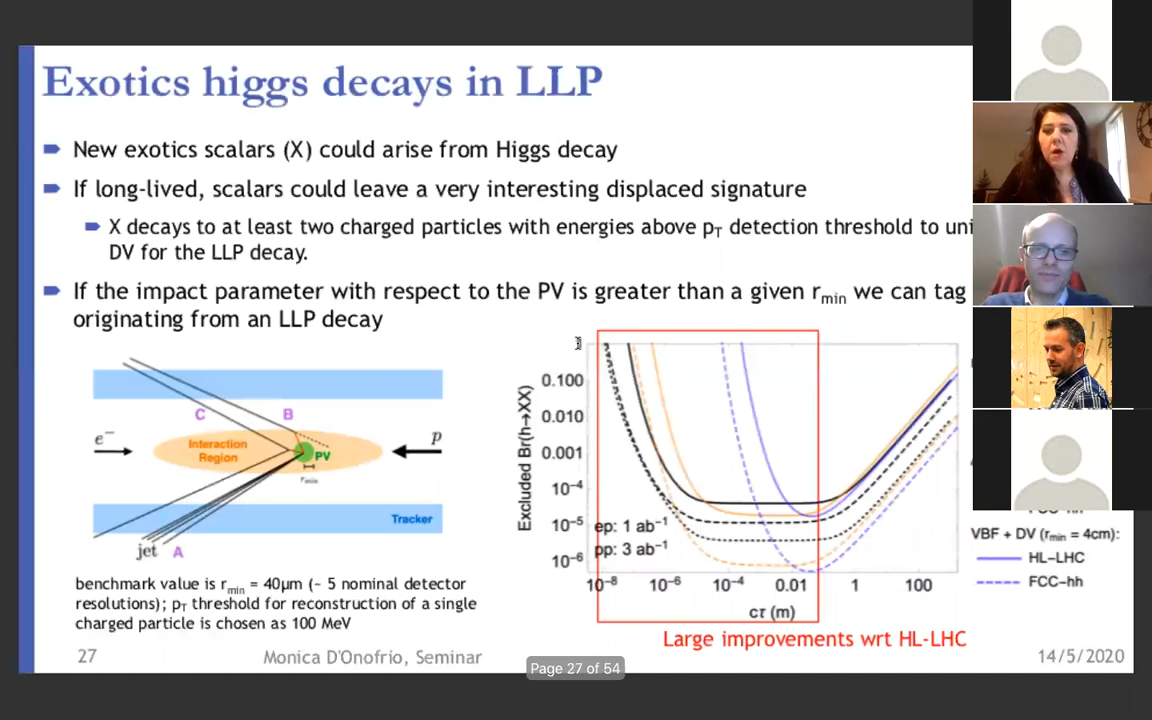 Exotics higgs decays in LLP
New exotics scalars (X) could arise from Higgs decay
If long-lived, scalars could leave a very interesting displaced signature
X decays to at least two charged particles with energies above pT detection threshold to uni
DV for the LLP decay.
If the impact parameter with respect to the PV is greater than a given rmin we can tag
originating from an LLP decay
C
B
e−
Interaction
Region
PV
p
rmin
Tracker
jet
A
benchmark value is rmin = 40μm (~ 5 nominal detector
resolutions); pT threshold for reconstruction of a single
charged particle is chosen as 100 MeV
Excluded Br(h→XX)
0.100
0.010
0.001
10−4
10−5
10−6
ep: 1 ab−1
pp: 3 ab−1
10−8
10−6
10−4
0.01
1
100
cτ (m)
VBF + DV (rmin = 4cm):
HL-LHC
FCC-hh
Large improvements wrt HL-LHC
27
Monica D'Onofrio, Seminar
Page 27 of 54
14/5/2020